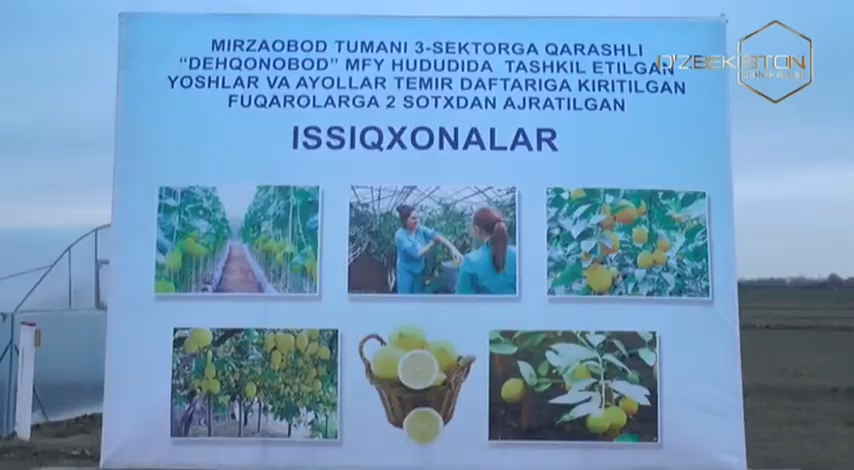 MIRZAOBOD TUMANI 3-SEKTORGA QARASHLI
"DEHQONOBOD" MFY HUDUDIDA TASHKIL ETILGAN
YOSHLAR VA AYOLLAR TEMIR DAFTARIGA KIRITILGAN
FUQAROLARGA 2 SOTXDAN AJRATILGAN
ISSIQXONALAR
O'ZBEKISTON